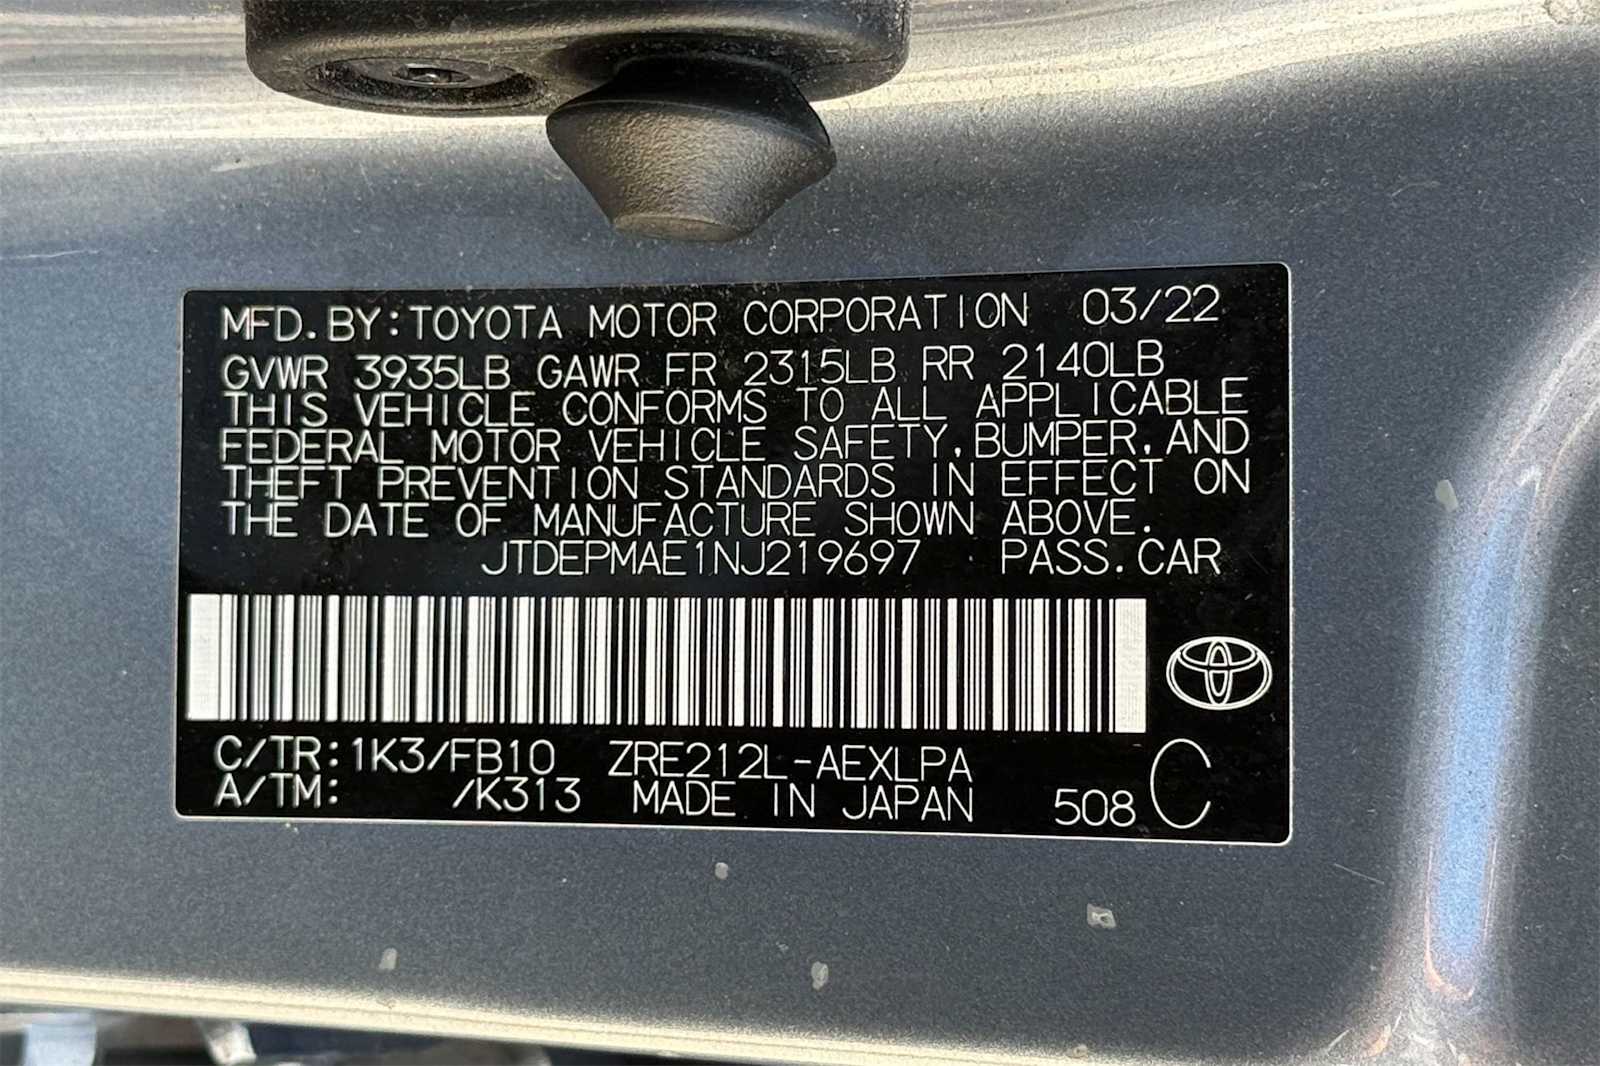 MFD.BY:TOYOTA MOTOR CORPORATION 03/22
GVWR 3935LB GAWR FR 2315LB RR 2140LB
THIS VEHICLE CONFORMS TO ALL APPLICABLE
FEDERAL MOTOR VEHICLE SAFETY,BUMPER,AND
THEFT PREVENTION STANDARDS IN EFFECT ON
THE DATE OF MANUFACTURE SHOWN ABOVE.
JTDEPMAE1NJ219697 PASS.CAR
C/TR:1K3/FB10 ZRE212L-AEXLPA
A/TM: /K313 MADE IN JAPAN 508 C